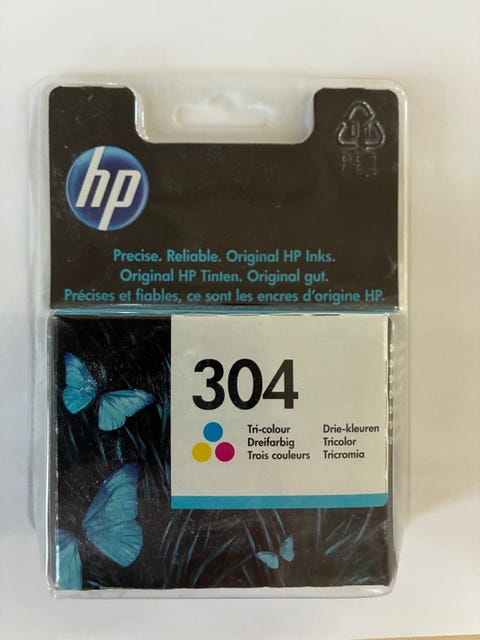 hp
Precise. Reliable. Original HP Inks.
Original HP Tinten. Original gut.
Précises et fiables, ce sont les encres d'origine HP.
304
Tri-colour Drie-kleuren
Dreifarbig Tricolor
Trois couleurs Tricromia